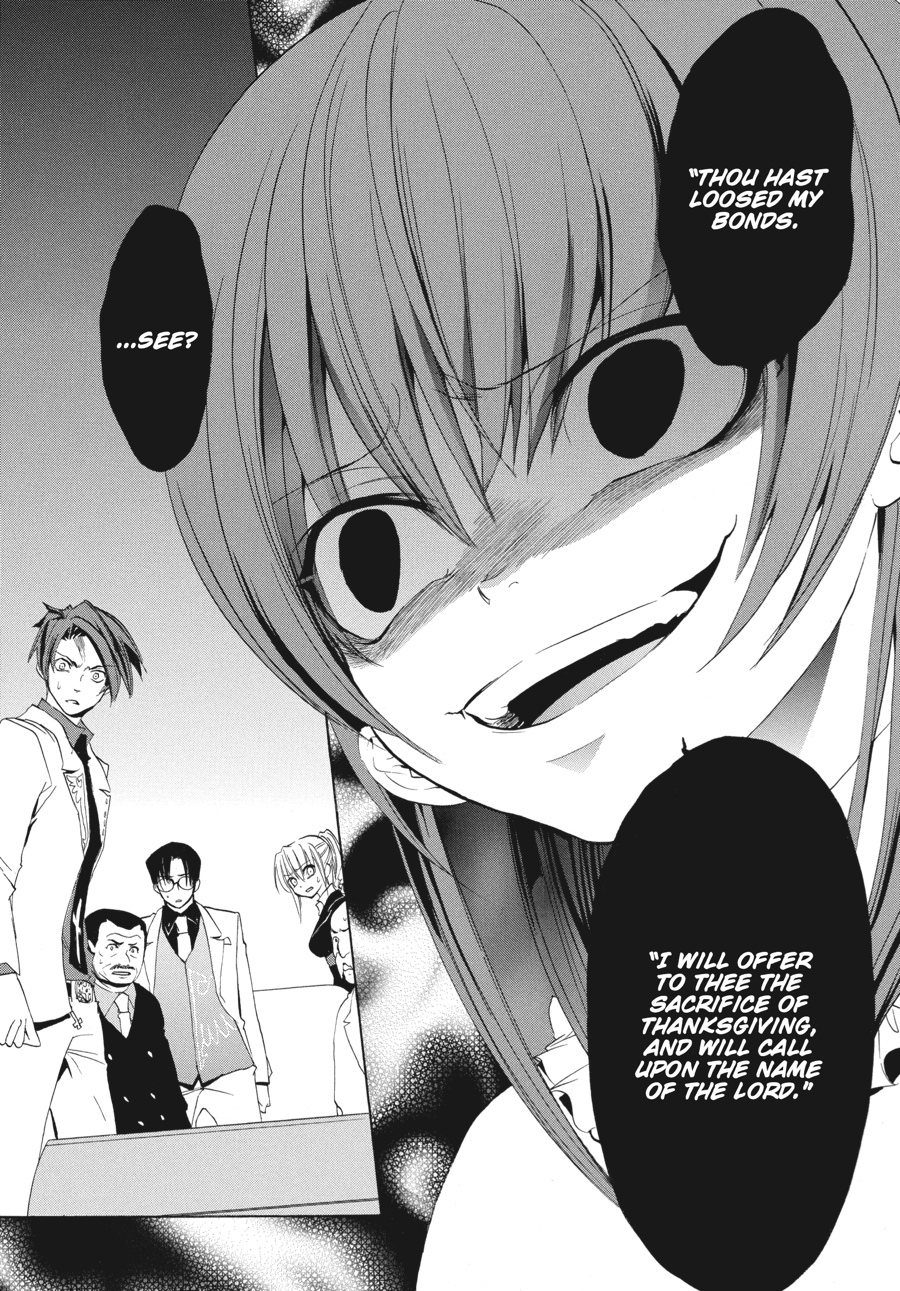 "THOU HAST
LOOSED MY
BONDS.
"I WILL OFFER
TO THEE THE
SACRIFICE OF
THANKSGIVING,
AND WILL CALL
UPON THE NAME
OF THE LORD."
...SEE?